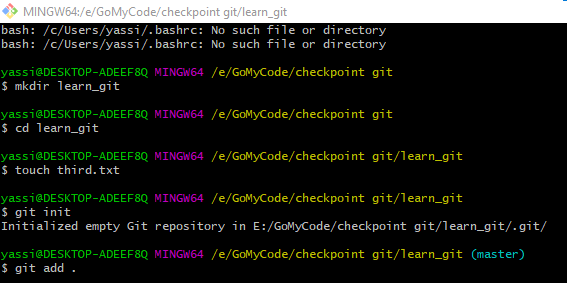 MINGW64:/e/GoMyCode/checkpoint git/learn_git
bash: /c/Users/yassi/.bashrc: No such file or directory
bash: /c/Users/yassi/.bashrc: No such file or directory
yassi@DESKTOP-ADEEF8Q MINGW64 /e/GoMyCode/checkpoint git
$ mkdir learn_git
yassi@DESKTOP-ADEEF8Q MINGW64 /e/GoMyCode/checkpoint git
$ cd learn_git
yassi@DESKTOP-ADEEF8Q MINGW64 /e/GoMyCode/checkpoint git/learn_git
$ touch third.txt
yassi@DESKTOP-ADEEF8Q MINGW64 /e/GoMyCode/checkpoint git/learn_git
$ git init
Initialized empty Git repository in E:/GoMyCode/checkpoint git/learn_git/.git/
yassi@DESKTOP-ADEEF8Q MINGW64 /e/GoMyCode/checkpoint git/learn_git (master)
$ git add .